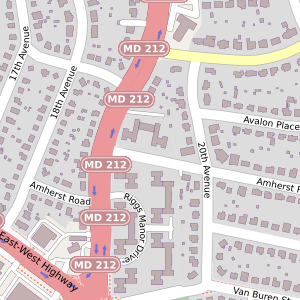 MD 212
17th Avenue
18th Avenue
MD 212
Avalon Place
MD 212
20th Avenue
Amherst Road
Amherst
MD 212
Riggs Manor Drive
East-West Highway
MD 212
Van Buren